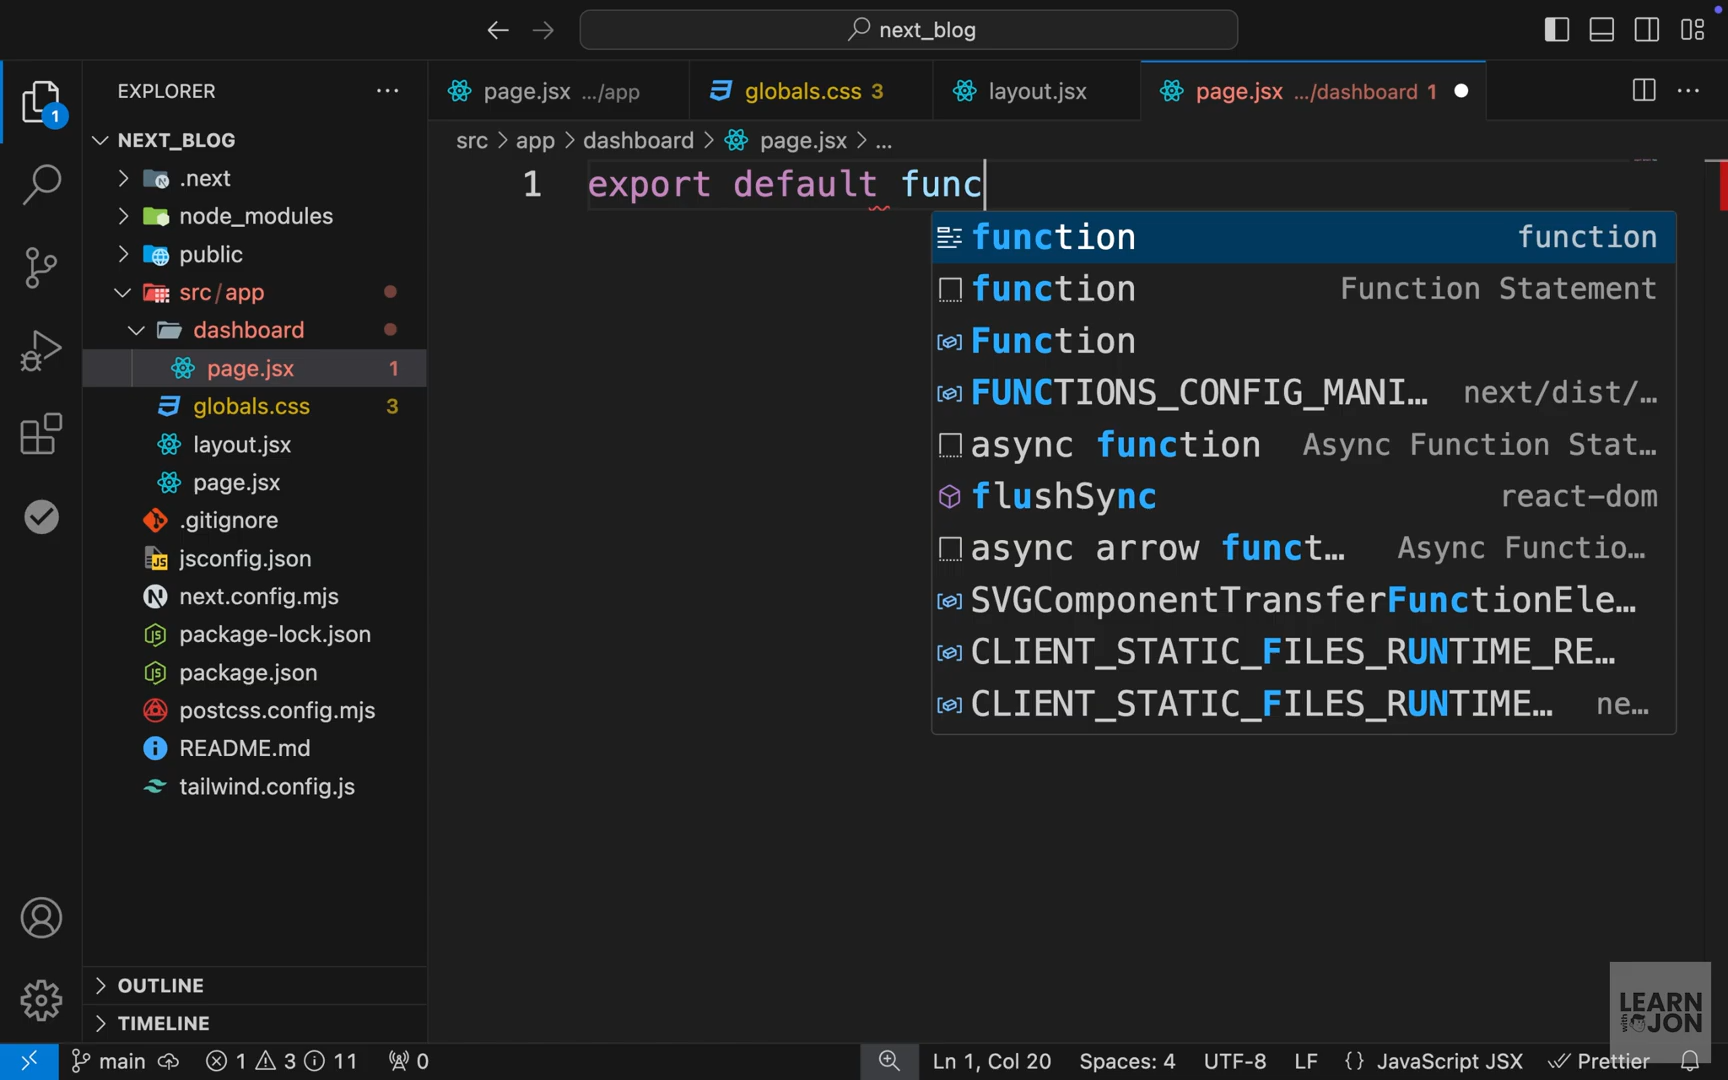 next_blog
EXPLORER
page.jsx .../app
globals.css 3
layout.jsx
page.jsx .../dashboard 1
NEXT_BLOG
src > app > dashboard > page.jsx > ...
.next
node_modules
public
src/app
dashboard
page.jsx 1
globals.css 3
layout.jsx
page.jsx
.gitignore
jsconfig.json
next.config.mjs
package-lock.json
package.json
postcss.config.mjs
README.md
tailwind.config.js
OUTLINE
TIMELINE
1
1 export default func
function function
function Function Statement
Function
FUNCTIONS_CONFIG_MANI... next/dist/...
async function Async Function Stat...
flushSync react-dom
async arrow funct... Async Functio...
SVGComponentTransferFunctionEle...
CLIENT_STATIC_FILES_RUNTIME_RE...
CLIENT_STATIC_FILES_RUNTIME... ne...
LEARN
with JON
main 1 3 11 0 Ln 1, Col 20 Spaces: 4 UTF-8 LF {} JavaScript JSX Prettier